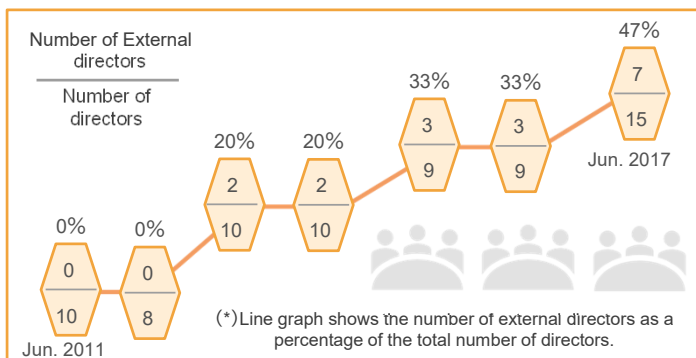 Number of External
directors
Number of
directors
0%
0
10
Jun. 2011
0%
0
8
20%
2
10
20%
2
10
33%
3
9
33%
3
9
47%
7
15
Jun. 2017
(*)Line graph shows the number of external directors as a
percentage of the total number of directors.